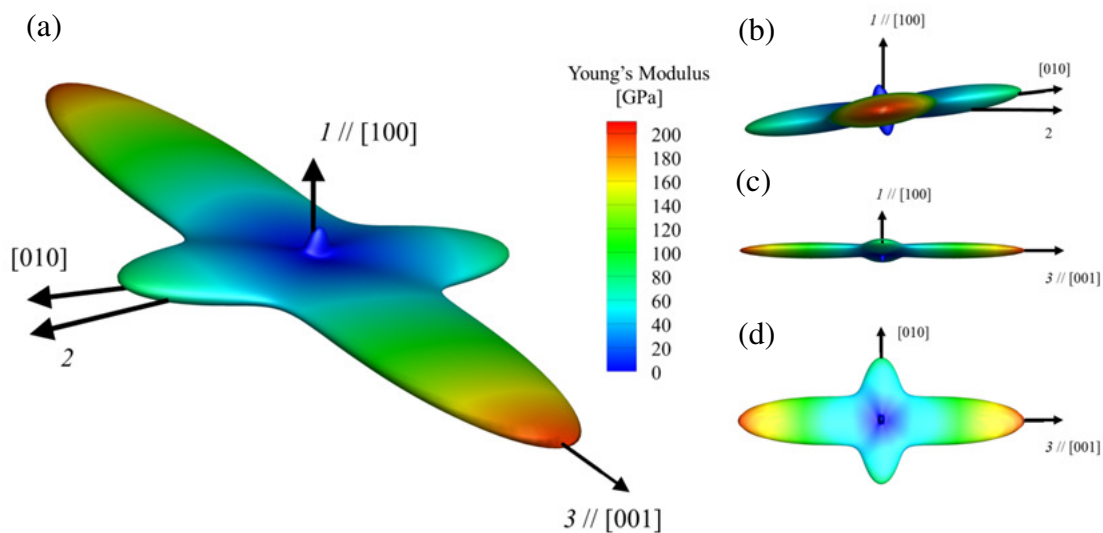 (a)
1 // [100]
[010]
2
3 // [001]
Young's Modulus
[GPa]
200
180
160
140
120
100
80
60
40
20
0
(b)
1 // [100]
[010]
2
(c)
1 // [100]
3 // [001]
(d)
[010]
3 // [001]